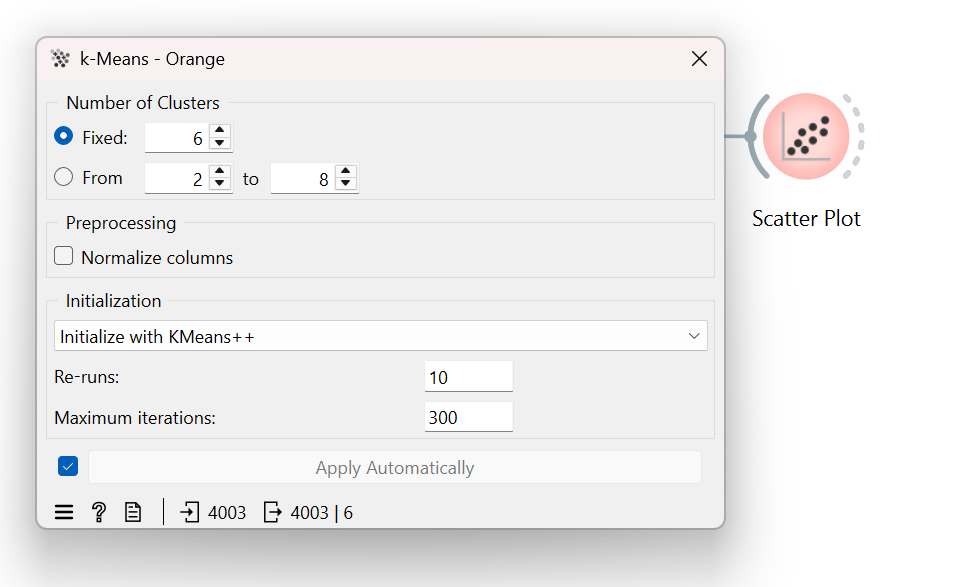 k-Means - Orange
Number of Clusters
Fixed: 6
From 2 to 8
Preprocessing
Normalize columns
Initialization
Initialize with KMeans++
Re-runs: 10
Maximum iterations: 300
Apply Automatically
? 4003 4003 | 6
Scatter Plot